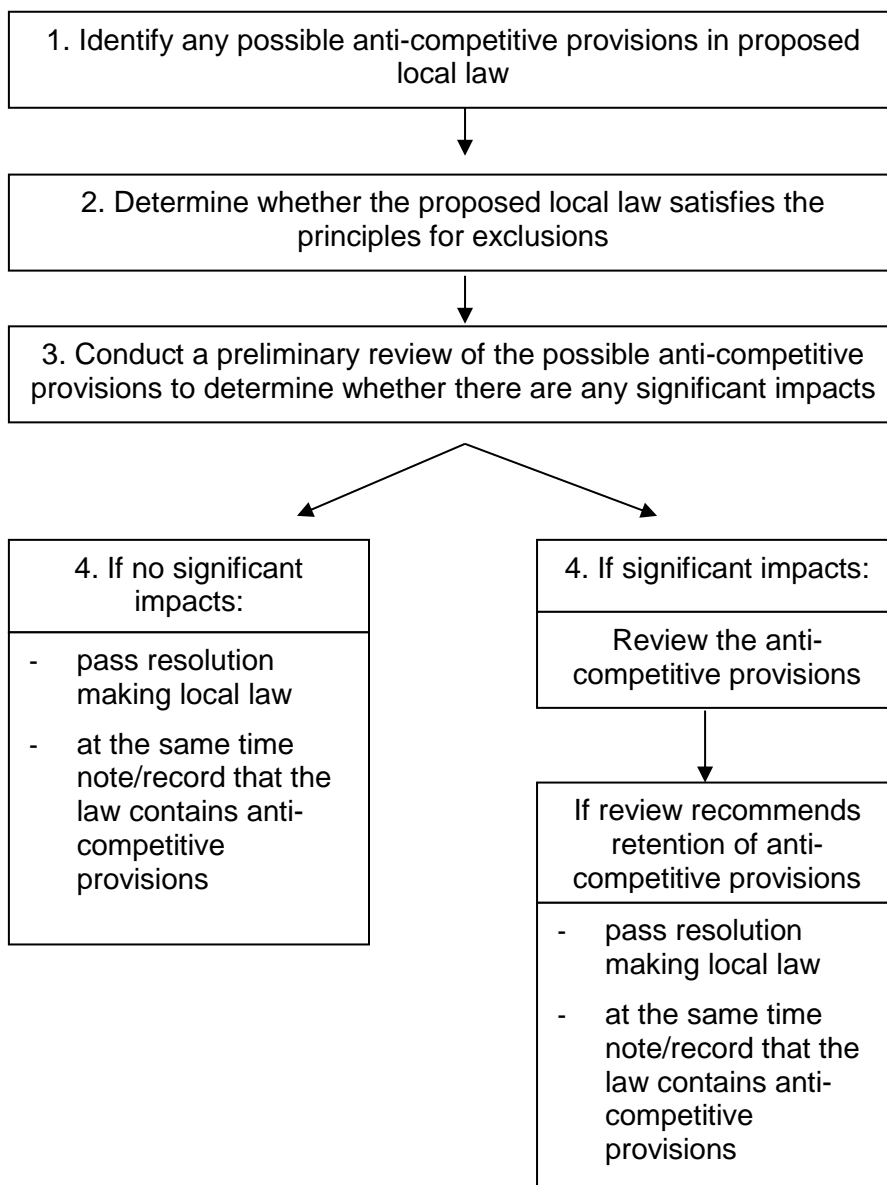 1. Identify any possible anti-competitive provisions in proposed
local law
2. Determine whether the proposed local law satisfies the
principles for exclusions
3. Conduct a preliminary review of the possible anti-competitive
provisions to determine whether there are any significant impacts
4. If no significant
impacts:
- pass resolution
making local law
- at the same time
note/record that the
law contains anti-
competitive
provisions
4. If significant impacts:
Review the anti-
competitive provisions
If review recommends
retention of anti-
competitive provisions
- pass resolution
making local law
- at the same time
note/record that the
law contains anti-
competitive
provisions